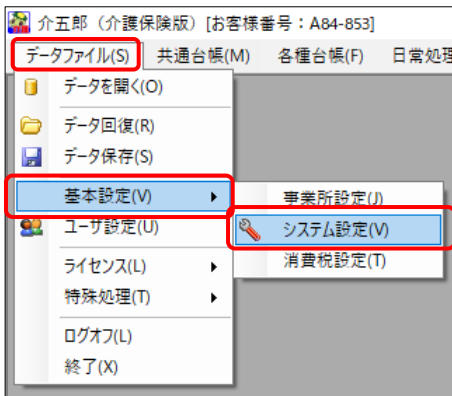 介五郎（介護保険版）[お客様番号：A84-853]
データファイル(S) 共通台帳(M) 各種台帳(F) 日常処理
データを開く(O)
データ回復(R)
データ保存(S)
基本設定(V)
事業所設定(J)
ユーザ設定(U)
システム設定(V)
消費税設定(T)
ライセンス(L)
特殊処理(T)
ログオフ(L)
終了(X)